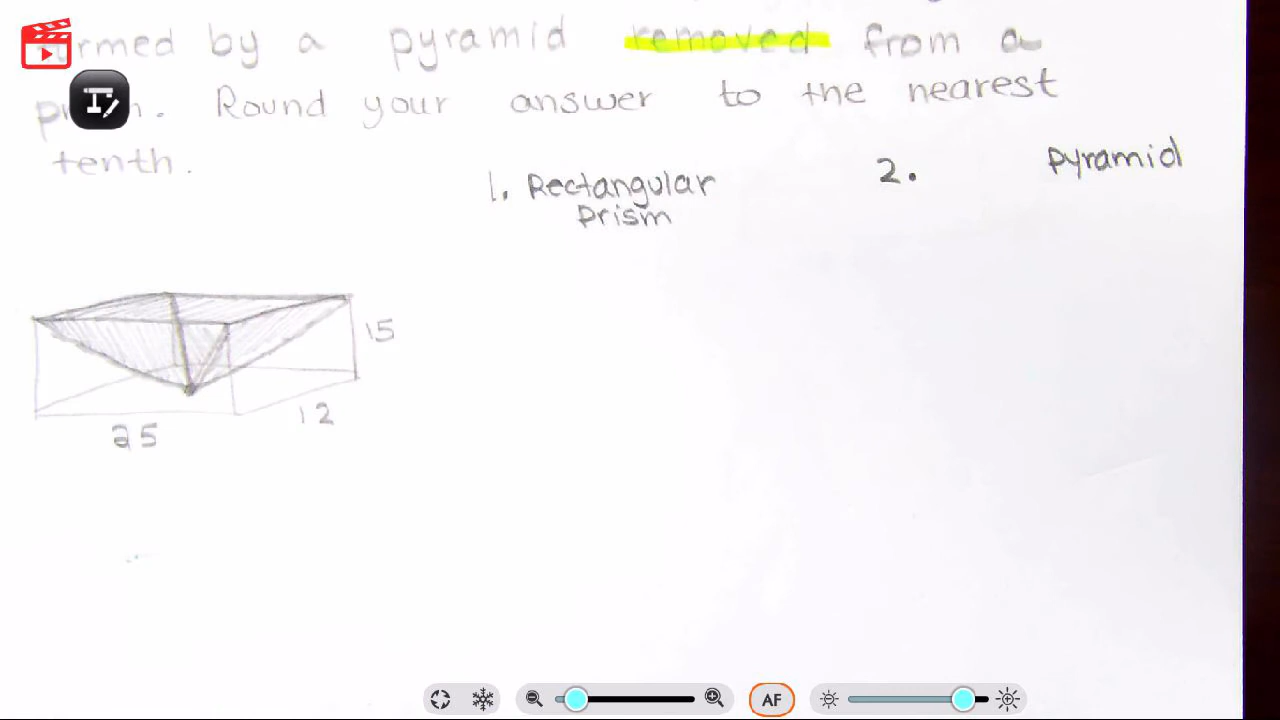 by a pyramid removed from a
Round your answer to the nearest
tenth.
1. Rectangular
Prism
2. Pyramid
15
12
25
AF